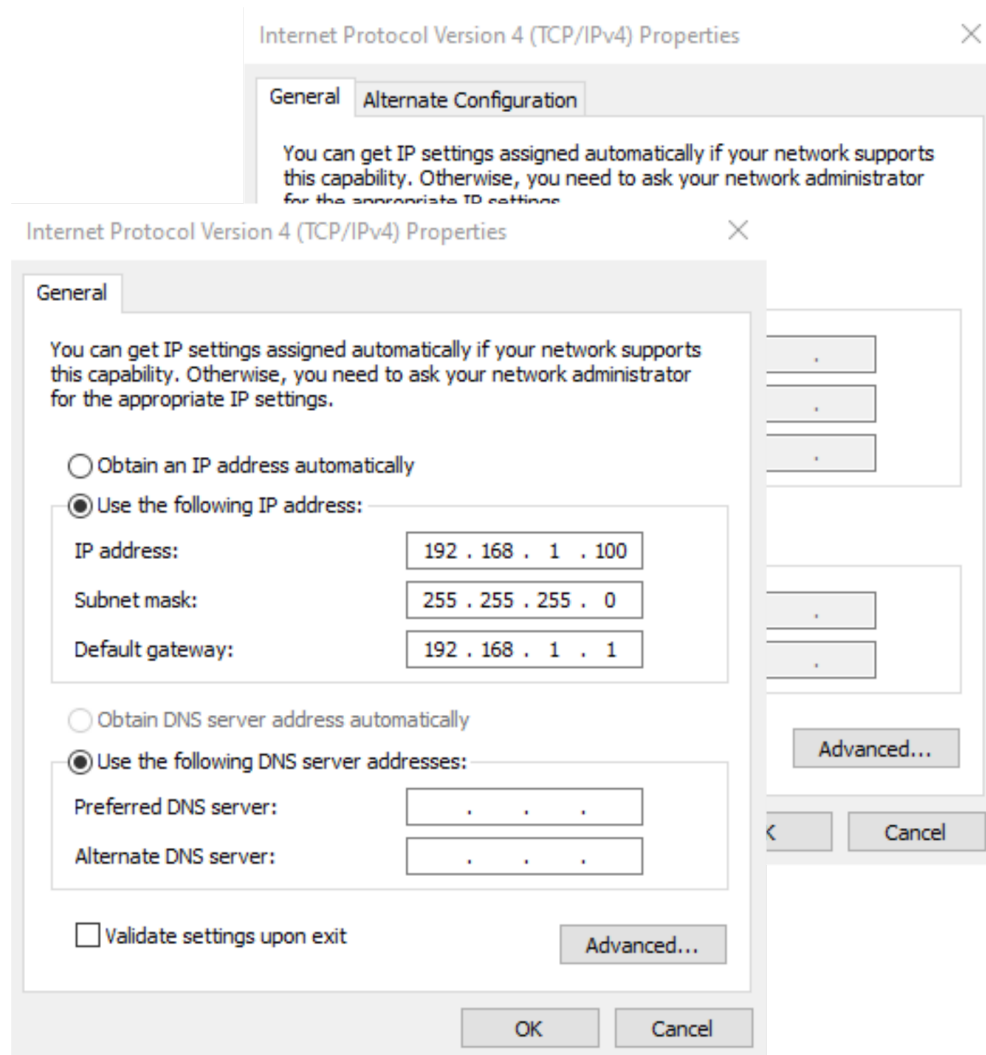 Internet Protocol Version 4 (TCP/IPv4) Properties
General
Alternate Configuration
You can get IP settings assigned automatically if your network supports
this capability. Otherwise, you need to ask your network administrator
for the appropriate IP settings.
Advanced...
Cancel
Internet Protocol Version 4 (TCP/IPv4) Properties
General
You can get IP settings assigned automatically if your network supports
this capability. Otherwise, you need to ask your network administrator
for the appropriate IP settings.
Obtain an IP address automatically
Use the following IP address:
IP address: 192 . 168 . 1 . 100
Subnet mask: 255 . 255 . 255 . 0
Default gateway: 192 . 168 . 1 . 1
Obtain DNS server address automatically
Use the following DNS server addresses:
Preferred DNS server: . . .
Alternate DNS server: . . .
Validate settings upon exit
Advanced...
OK
Cancel